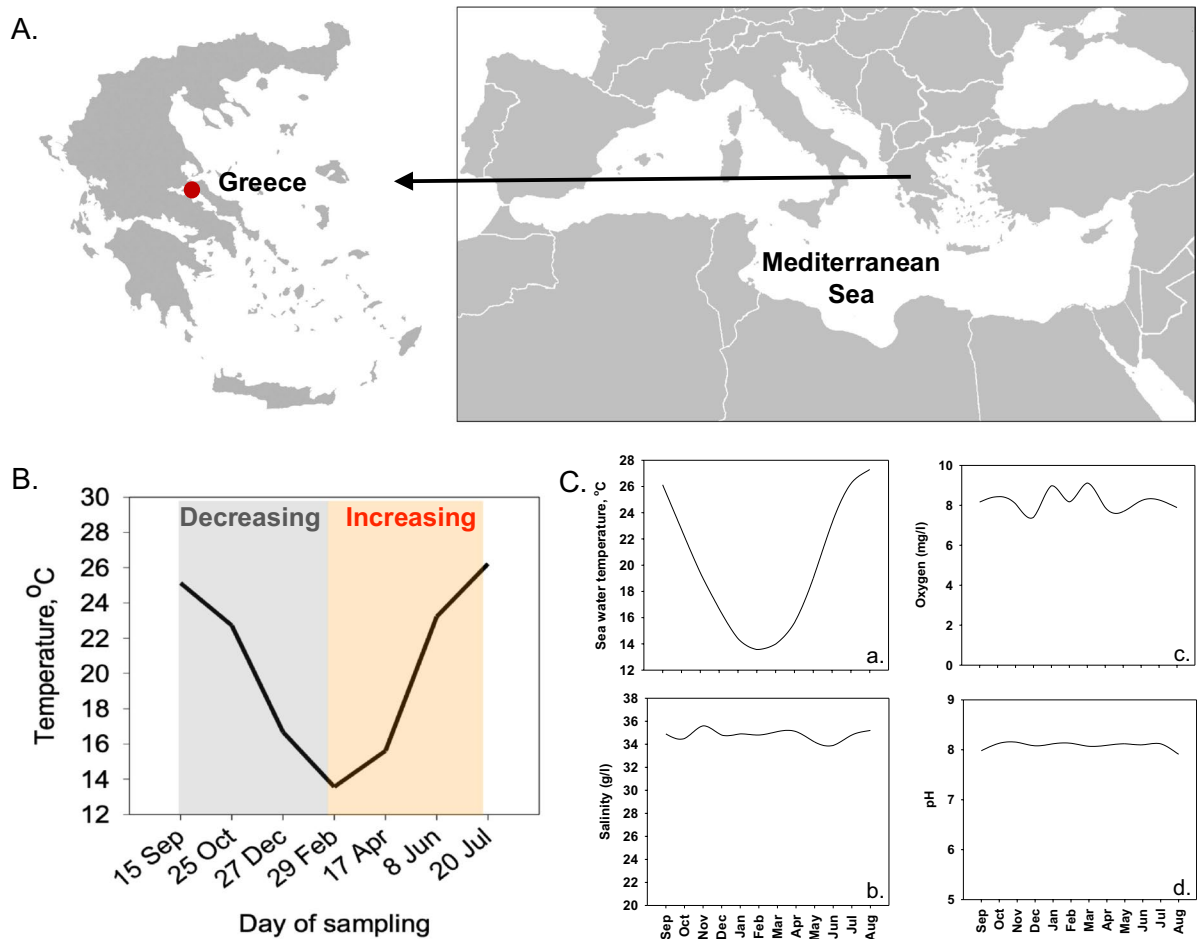 A.
Greece
Mediterranean
Sea
B.
Decreasing Increasing
30
28
26
24
22
20
18
16
14
12
Temperature, °C
15 Sep
25 Oct
27 Dec
29 Feb
17 Apr
8 Jun
20 Jul
Day of sampling
C.
28
26
24
22
20
18
16
14
12
Sea water temperature, °C
a.
10
8
6
4
2
0
Oxygen (mg/l)
c.
38
36
34
32
30
28
26
24
22
20
Salinity (g/l)
b.
Sep
Oct
Nov
Dec
Jan
Feb
Mar
Apr
May
Jun
Jul
Aug
9
8
7
6
5
pH
d.
Sep
Oct
Nov
Dec
Jan
Feb
Mar
Apr
May
Jun
Jul
Aug